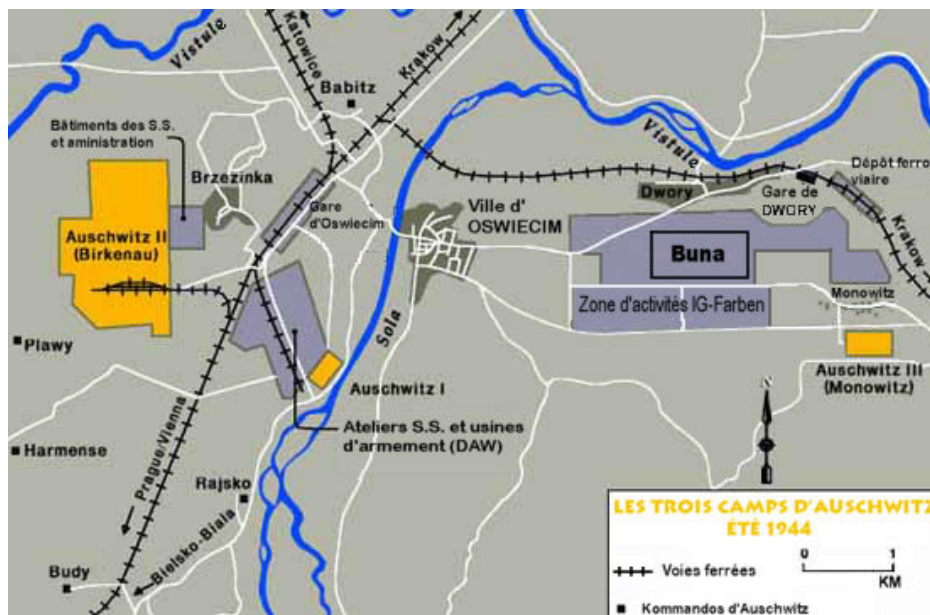 Vistule
Katowice
Krakow
Babitz
Bâtiments des S.S.
et aministration
Brzezinka
Gare
d'Oswiecim
Ville d'
OSWIECIM
Vistule
Dwory
Gare de
DWORY
Dépôt ferro
viaire
Krakow
Auschwitz II
(Birkenau)
Buna
Monowitz
Zone d'activités IG-Farben
Sola
Plawy
Auschwitz I
Auschwitz III
(Monowitz)
N
Ateliers S.S. et usines
d'armement (DAW)
Harmense
Prague/Vienna
Rajsko
Bielsko-Biala
Budy
LES TROIS CAMPS D'AUSCHWITZ
ÉTÉ 1944
Voies ferrées
0 1
KM
Kommandos d'Auschwitz